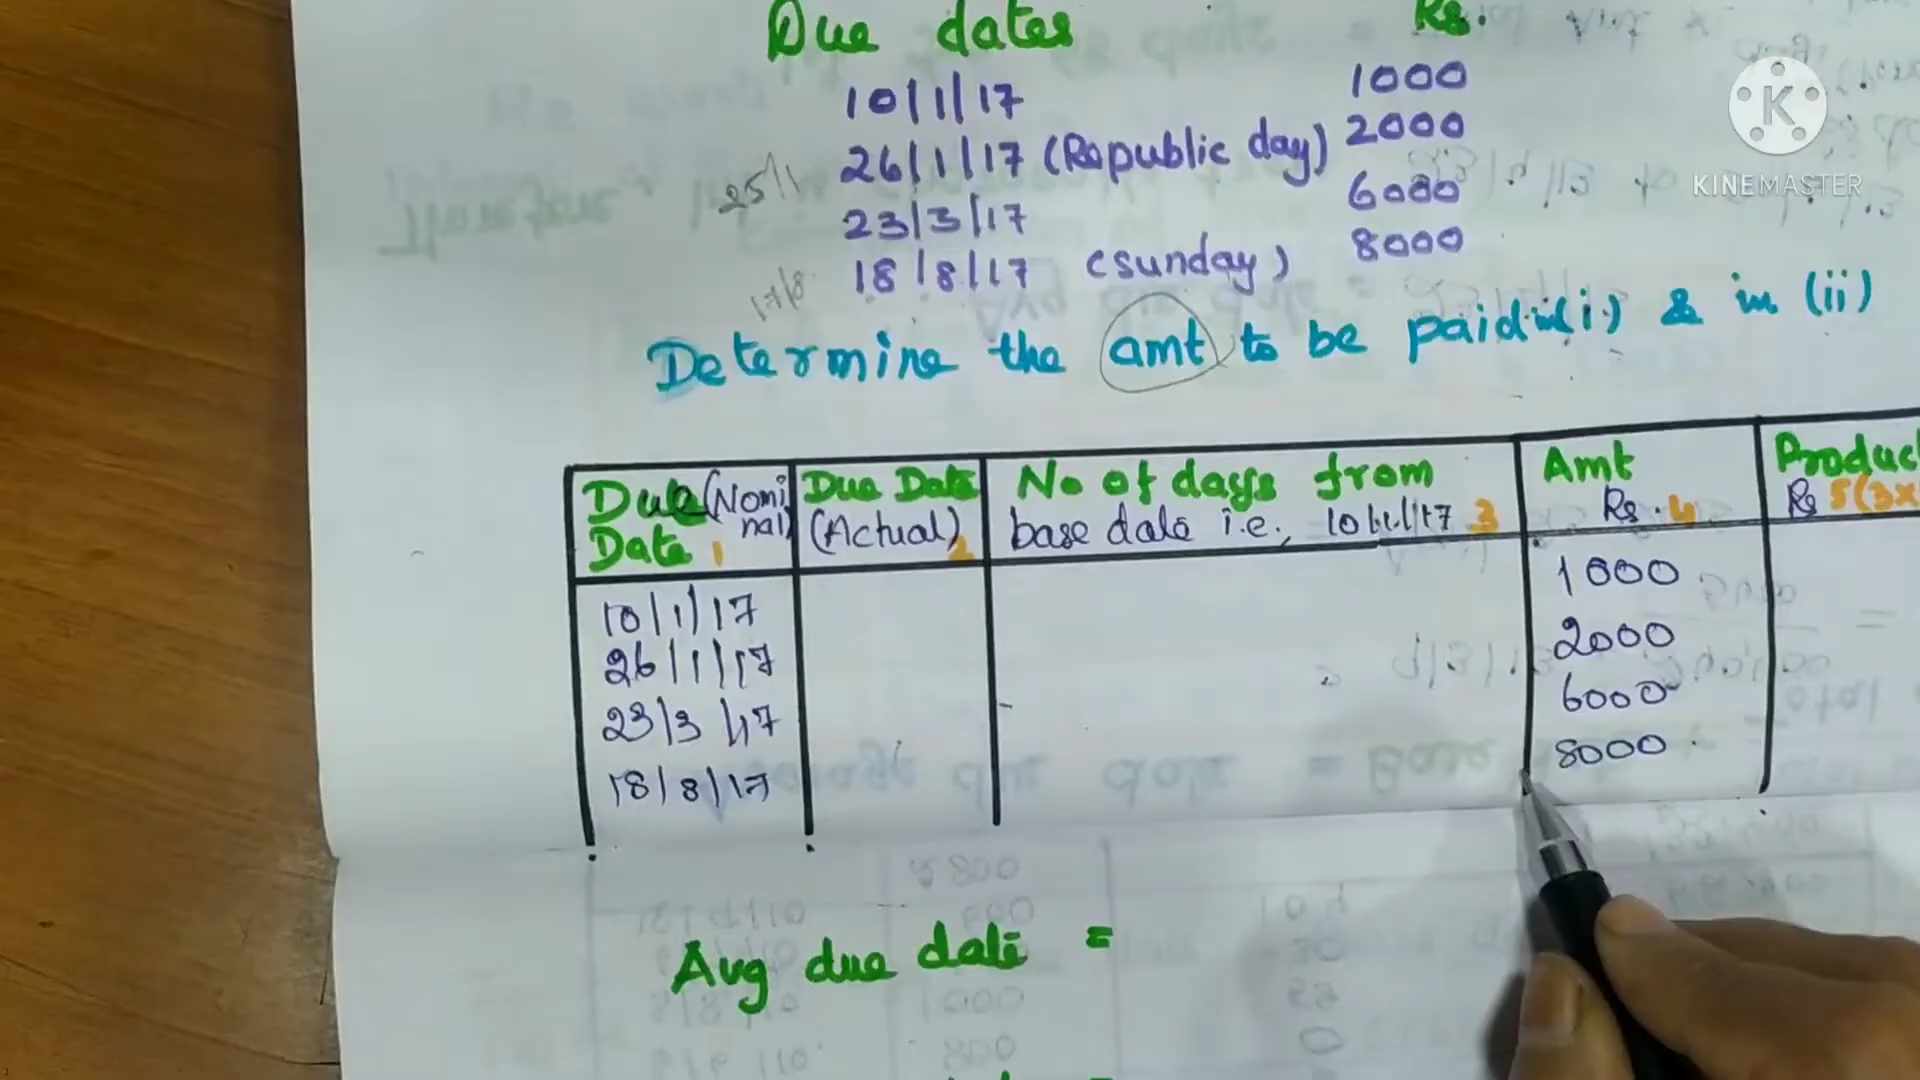 Due dates Rs.
10/1/17 1000
26/1/17 (Republic day) 2000
25/1
23/3/17 6000
18/8/17 (sunday) 8000
17/8
Determine the amt to be paid in (i) & in (ii)
Due (Nominal) Date 1
Due Date (Actual) 2
No of days from base date i.e., 10/1/17 3
Amt Rs. 4
Product Rs 5(3x
10/1/17 1000
26/1/17 2000
23/3/17 6000
18/8/17 8000
Avg due date =
K
KINEMASTER